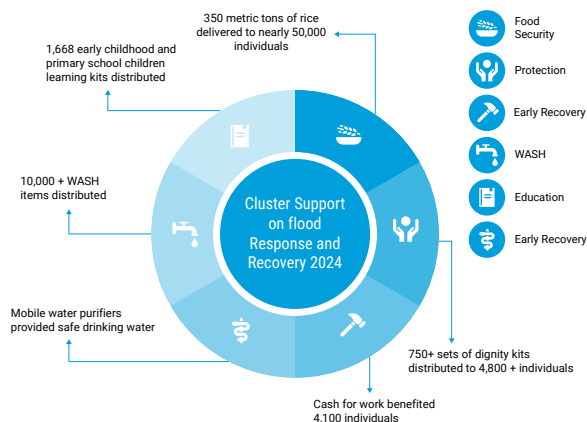 350 metric tons of rice
delivered to nearly 50,000
individuals
1,668 early childhood and
primary school children
learning kits distributed
10,000 + WASH
items distributed
Cluster Support
on flood
Response and
Recovery 2024
Mobile water purifiers
provided safe drinking water
750+ sets of dignity kits
distributed to 4,800 + individuals
Cash for work benefited
4,100 individuals
Food
Security
Protection
Early Recovery
WASH
Education
Early Recovery